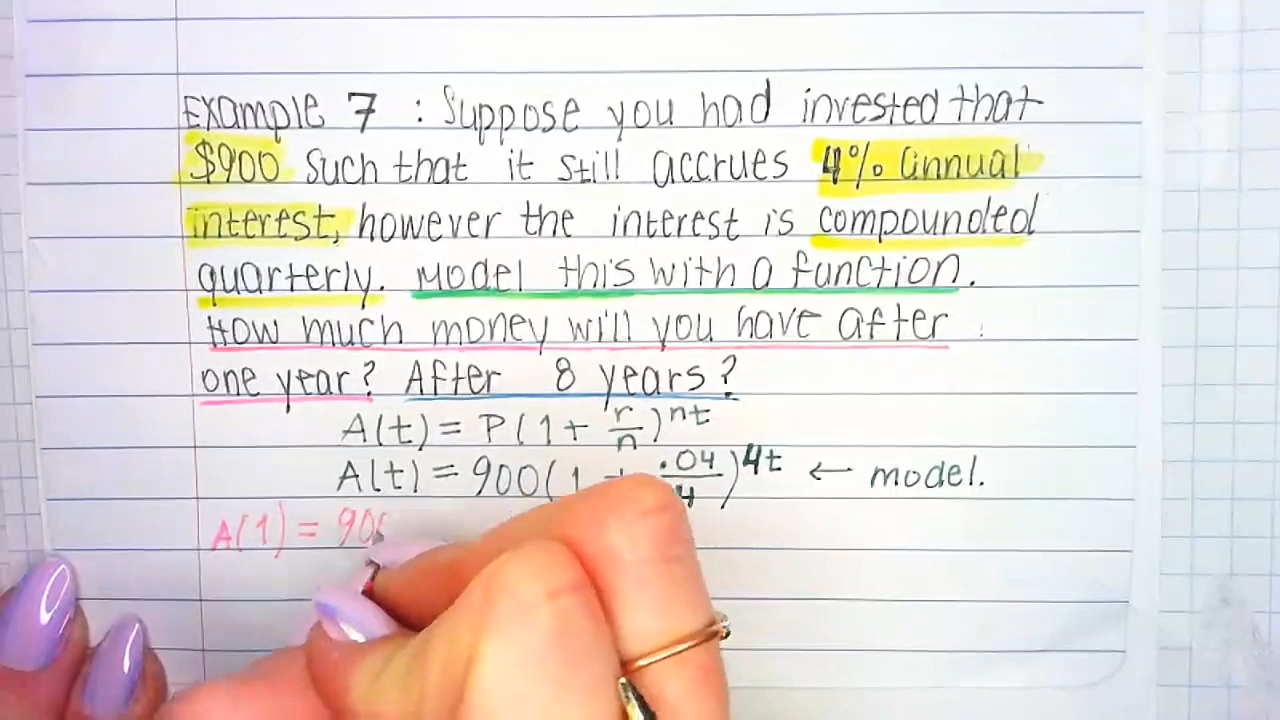 Example 7 : Suppose you had invested that
$900 such that it still accrues 4% annual
interest, however the interest is compounded
quarterly. Model this with a function.
How much money will you have after
one year? After 8 years?
A(t) = P(1 + r/n)^nt
A(t) = 900(1 + .04/4)^4t ← model.
A(1) = 900